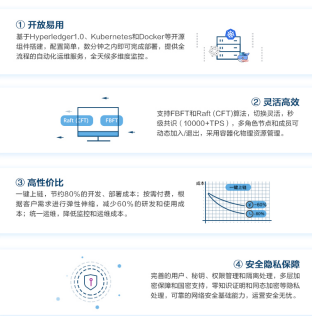 ① 开放易用
基于Hyperledger1.0、Kubernetes和Docker等开源
组件搭建，配置简单，数分钟之内即可完成部署，提供全
流程的自动化运维服务，全天候多维度监控。
② 灵活高效
支持FBFT和Raft (CFT)算法，切换灵活，秒
级共识（10000+TPS），多角色节点和成员可
动态加入/退出，采用容器化物理资源管理。
Raft (CFT)
FBFT
③ 高性价比
一键上链，节约80%的开发、部署成本；按需付费，根
据客户需求进行弹性伸缩，减少60%的研发和使用成
本；统一运维，降低监控和运维成本。
成本
一键上链
-60%
-80%
④ 安全隐私保障
完善的用户、秘钥、权限管理和隔离处理，多层加
密保障和国密支持，零知识证明和同态加密等隐私
处理，可靠的网络安全基础能力，运营安全无忧。